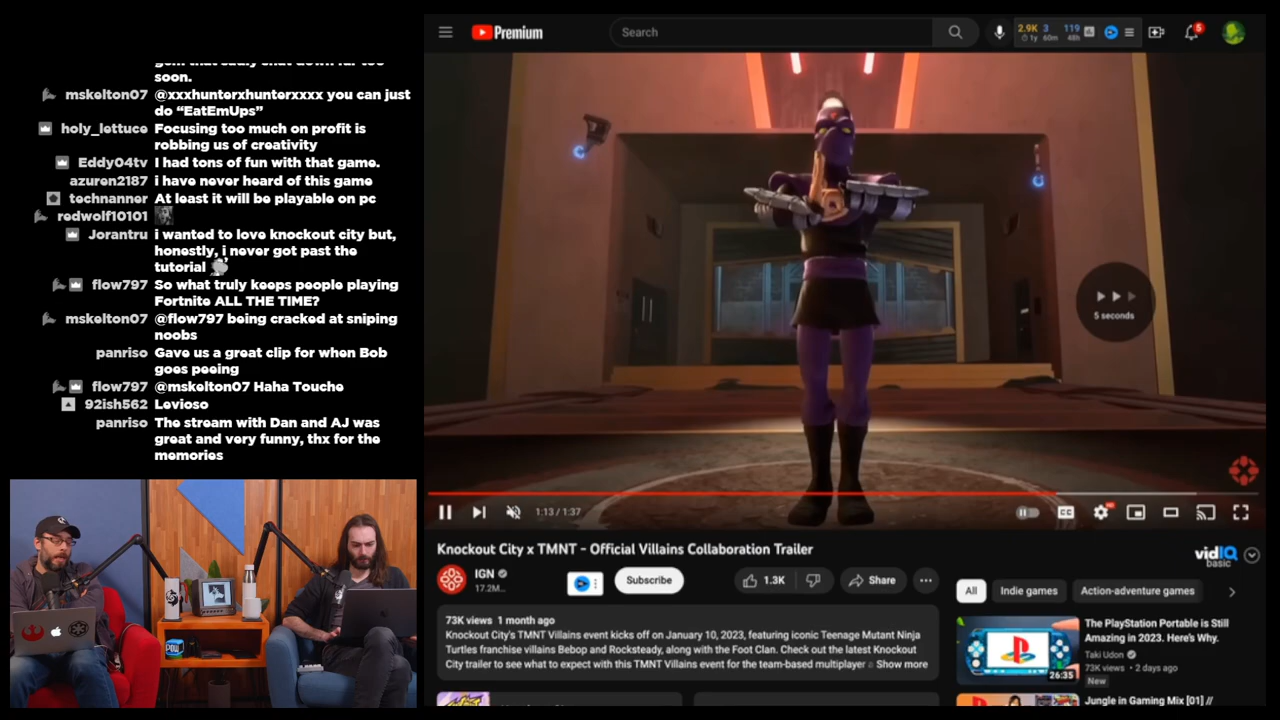 soon.
mskelton07 @xxxhunterxhunterxxxx you can just
do “EatEmUps”
holy_lettuce Focusing too much on profit is
robbing us of creativity
Eddy04tv I had tons of fun with that game.
azuren2187 i have never heard of this game
technanner At least it will be playable on pc
redwolf10101
Jorantru i wanted to love knockout city but,
honestly, i never got past the
tutorial
flow797 So what truly keeps people playing
Fortnite ALL THE TIME?
mskelton07 @flow797 being cracked at sniping
noobs
panriso Gave us a great clip for when Bob
goes peeing
flow797 @mskelton07 Haha Touche
92ish562 Levioso
panriso The stream with Dan and AJ was
great and very funny, thx for the
memories
Premium
Search
2.9K 3 119
1y 60m 48h
5
5 seconds
1:13 / 1:37
CC
Knockout City x TMNT - Official Villains Collaboration Trailer
vidIQ
basic
IGN
17.2M...
Subscribe
1.3K
Share
73K views 1 month ago
Knockout City's TMNT Villains event kicks off on January 10, 2023, featuring iconic Teenage Mutant Ninja
Turtles franchise villains Bebop and Rocksteady, along with the Foot Clan. Check out the latest Knockout
City trailer to see what to expect with this TMNT Villains event for the team-based multiplayer a Show more
All
Indie games
Action-adventure games
The PlayStation Portable is Still
Amazing in 2023. Here's Why.
Taki Udon
73K views • 2 days ago
New
26:35
Jungle in Gaming Mix [01] //